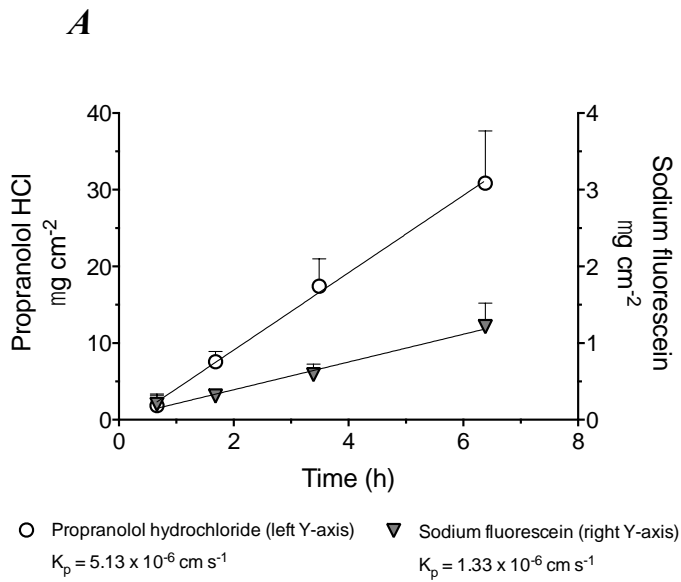 A
40
30
20
10
0
4
3
2
1
0
Propranolol HCl
mg cm-2
Sodium fluorescein
mg cm-2
0 2 4 6 8
Time (h)
Propranolol hydrochloride (left Y-axis)
Kp = 5.13 x 10-6 cm s-1
Sodium fluorescein (right Y-axis)
Kp = 1.33 x 10-6 cm s-1